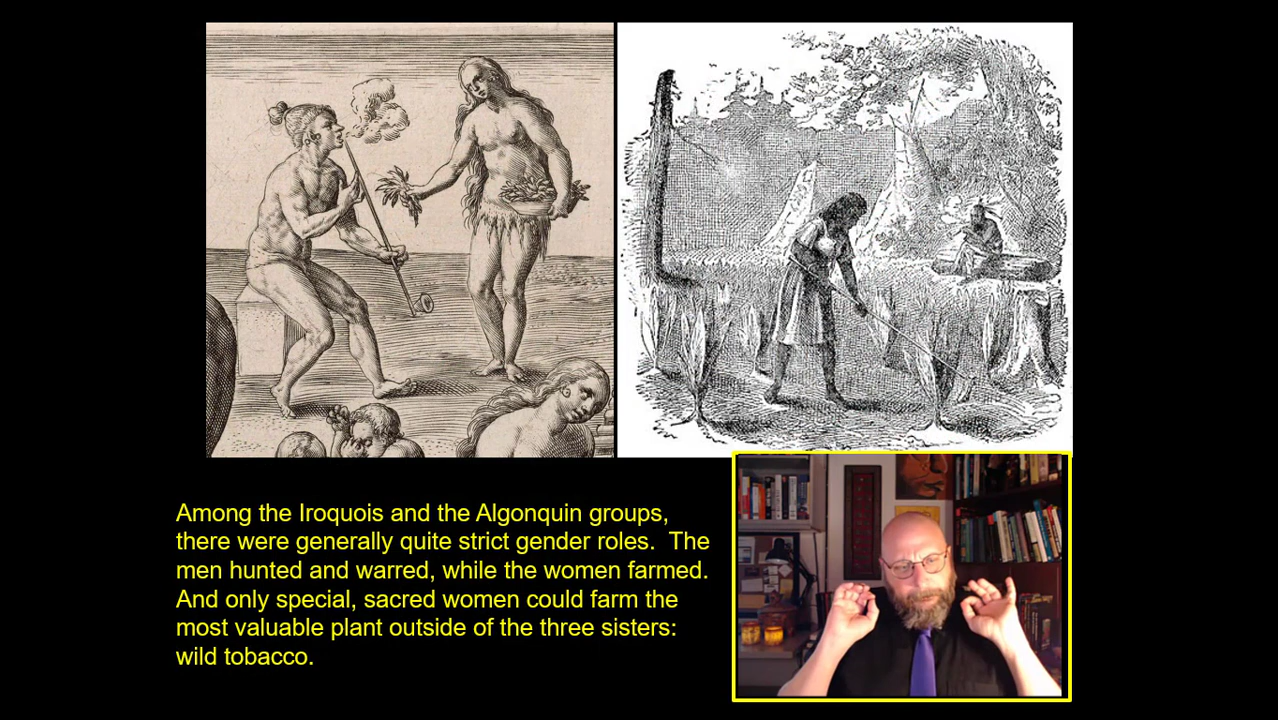 Among the Iroquois and the Algonquin groups,
there were generally quite strict gender roles.  The
men hunted and warred, while the women farmed.
And only special, sacred women could farm the
most valuable plant outside of the three sisters:
wild tobacco.